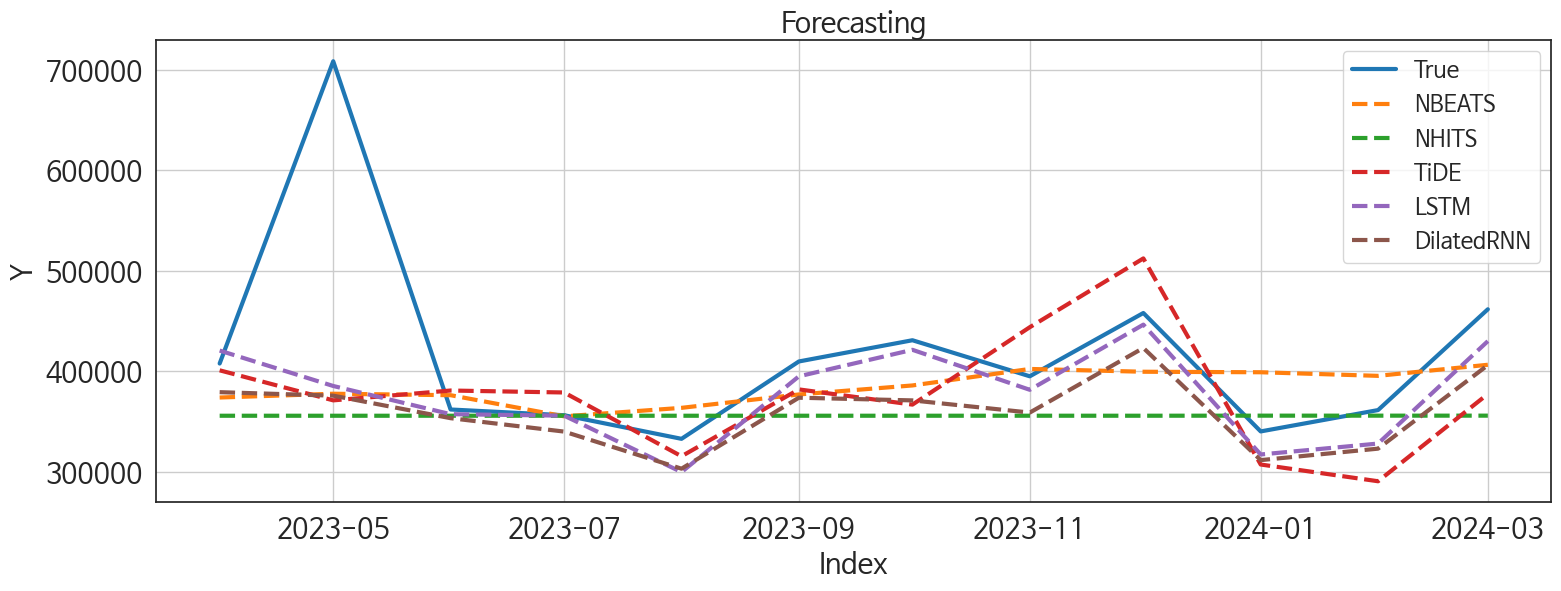 Forecasting
Y
700000
600000
500000
400000
300000
True
NBEATS
NHITS
TiDE
LSTM
DilatedRNN
2023-05
2023-07
2023-09
2023-11
2024-01
2024-03
Index